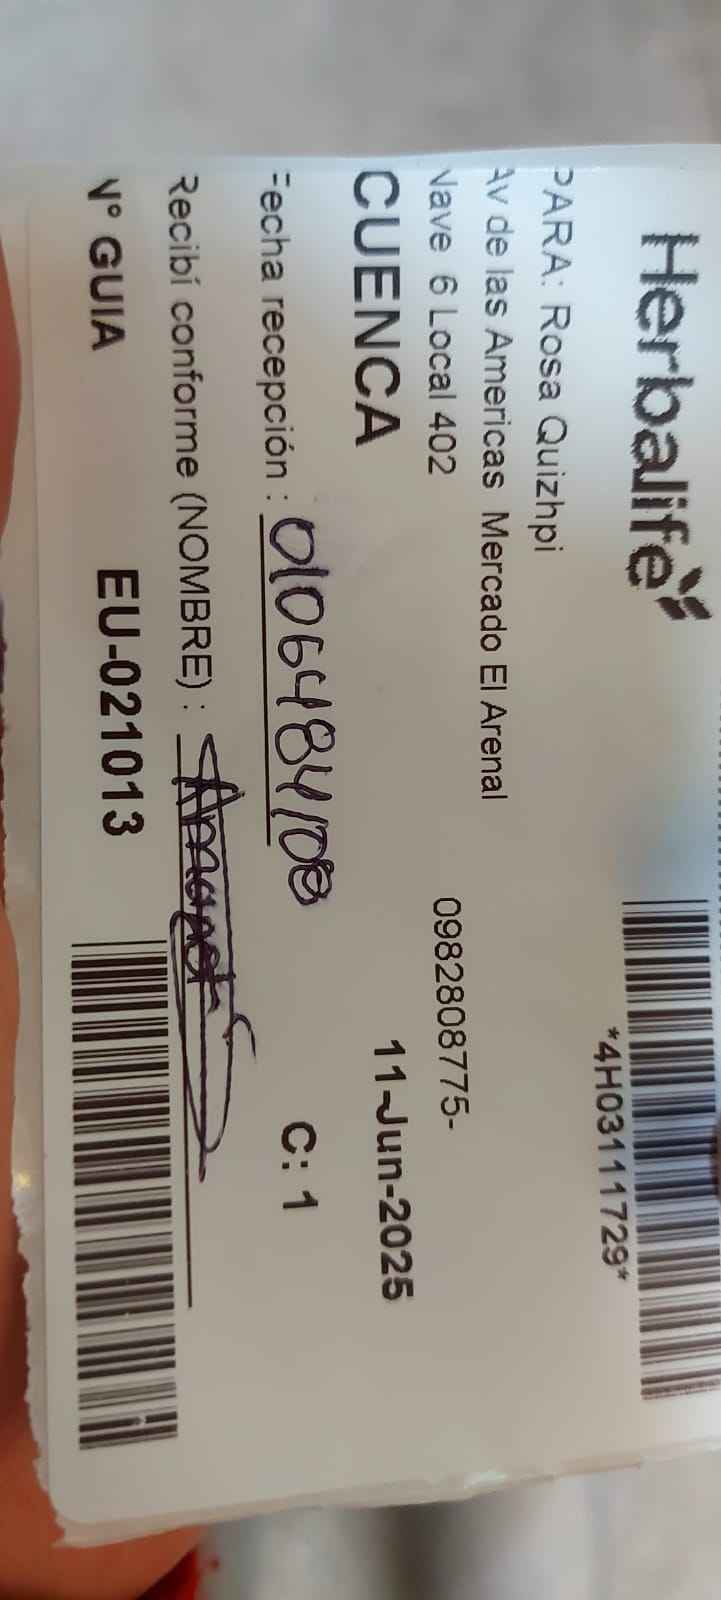 Herbalife
*4H03111729*
PARA: Rosa Quizhpi
Av de las Americas Mercado El Arenal
Nave 6 Local 402
0982808775-
CUENCA
11-Jun-2025
Fecha recepción :
C: 1
Recibí conforme (NOMBRE) :
N° GUIA EU-021013